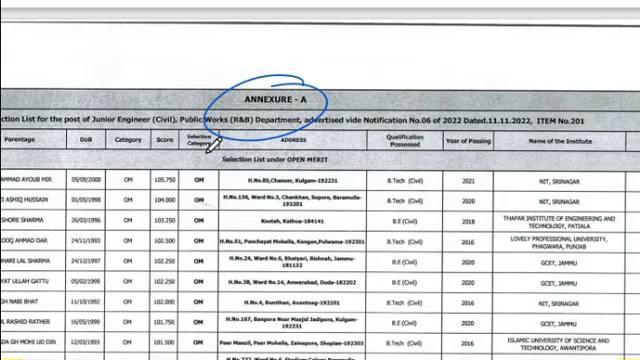 ANNEXURE - A
ction List for the post of Junior Engineer (Civil), Public Works (R&B) Department, advertised vide Notification No.06 of 2022 Dated.11.11.2022, ITEM No.201
Parentage DoB Category Score Selection Category ADDRESS Qualification Possessed Year of Passing Name of the Institute
Selection List under OPEN MERIT
AMMAD AYOUB MIR 05/09/2000 OM 105.750 OM H.No.85,Chanser, Kulgam-192231 B.Tech (Civil) 2021 NIT, SRINAGAR
I ASHIQ HUSSAIN 01/05/1998 OM 104.000 OM H.No.136, Ward No.3, Chankhan, Sopore, Baramulla-193201 B.Tech (Civil) 2020 NIT, SRINAGAR
SHORE SHARMA 26/03/1996 OM 103.250 OM Kootah, Kathua-184141 B.E (Civil) 2018 THAPAR INSTITUTE OF ENGINEERING AND TECHNOLOGY, PATIALA
OOQ AHMAD DAR 24/11/1993 OM 102.500 OM H.No.51, Panchayat Mohalla, Kangan,Pulwama-192301 B.Tech (Civil) 2016 LOVELY PROFESSIONAL UNIVERSITY, PHAGWARA, PUNJAB
HARI LAL SHARMA 24/12/1997 OM 102.250 OM H.No.24, Ward No.6, Bhatyari, Bishnah, Jammu-181132 B.E (Civil) 2020 GCET, JAMMU
YAT ULLAH GATTU 05/02/1999 OM 102.250 OM H.No.38, Ward No.14, Anwarabad, Doda-182202 B.E (Civil) 2020 GCET, JAMMU
GH NABI BHAT 11/10/1992 OM 102.000 OM H.No.4, Bumthan, Anantnag-192101 B.Tech (Civil) 2016 NIT, SRINAGAR
UL RASHID RATHER 16/05/1999 OM 101.750 OM H.No.167, Banpora Near Masjid Jadipora, Kulgam-192231 B.E (Civil) 2020 GCET, JAMMU
DA GH MOHE UD DIN 12/03/1993 OM 101.500 OM Peer Manzil, Peer Mohalla, Zainapora, Shopian-192303 B.Tech (Civil) 2016 ISLAMIC UNIVERSITY OF SCIENCE AND TECHNOLOGY, AWANTIPORA